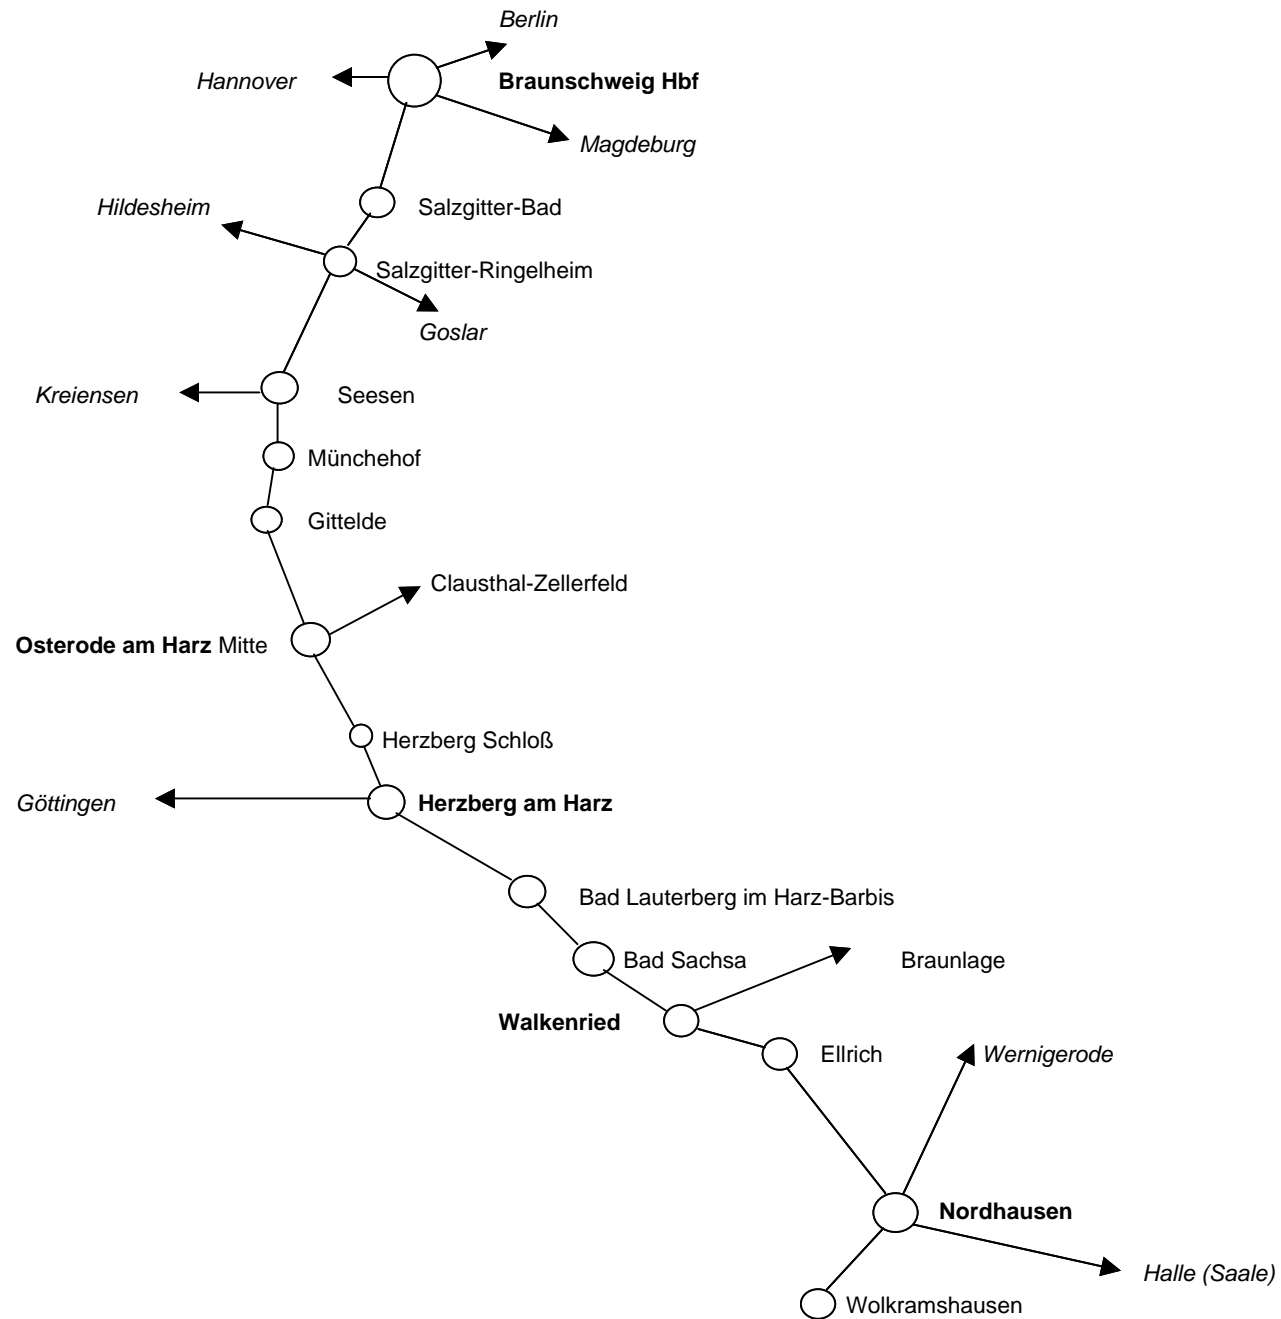 Berlin
Hannover
Braunschweig Hbf
Magdeburg
Hildesheim
Salzgitter-Bad
Salzgitter-Ringelheim
Goslar
Kreiensen
Seesen
Münchehof
Gittelde
Clausthal-Zellerfeld
Osterode am Harz Mitte
Herzberg Schloß
Göttingen
Herzberg am Harz
Bad Lauterberg im Harz-Barbis
Bad Sachsa
Braunlage
Walkenried
Ellrich
Wernigerode
Nordhausen
Halle (Saale)
Wolkramshausen